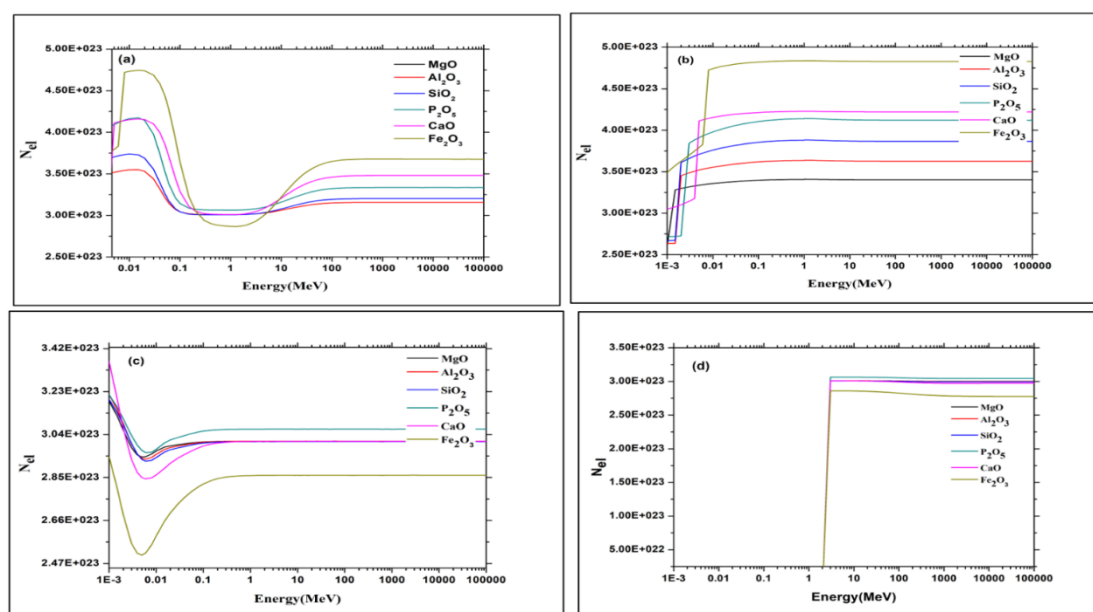 (a)
5.00E+023
4.50E+023
4.00E+023
3.50E+023
3.00E+023
2.50E+023
N_el
0.01 0.1 1 10 100 1000 10000 100000
Energy(MeV)
MgO
Al₂O₃
SiO₂
P₂O₅
CaO
Fe₂O₃
(b)
5.00E+023
4.50E+023
4.00E+023
3.50E+023
3.00E+023
2.50E+023
N_el
1E-3 0.01 0.1 1 10 100 1000 10000 100000
Energy(MeV)
MgO
Al₂O₃
SiO₂
P₂O₅
CaO
Fe₂O₃
(c)
3.42E+023
3.23E+023
3.04E+023
2.85E+023
2.66E+023
2.47E+023
N_el
1E-3 0.01 0.1 1 10 100 1000 10000 100000
Energy(MeV)
MgO
Al₂O₃
SiO₂
P₂O₅
CaO
Fe₂O₃
(d)
3.50E+023
3.00E+023
2.50E+023
2.00E+023
1.50E+023
1.00E+023
5.00E+022
N_el
1E-3 0.01 0.1 1 10 100 1000 10000 100000
Energy(MeV)
MgO
Al₂O₃
SiO₂
P₂O₅
CaO
Fe₂O₃